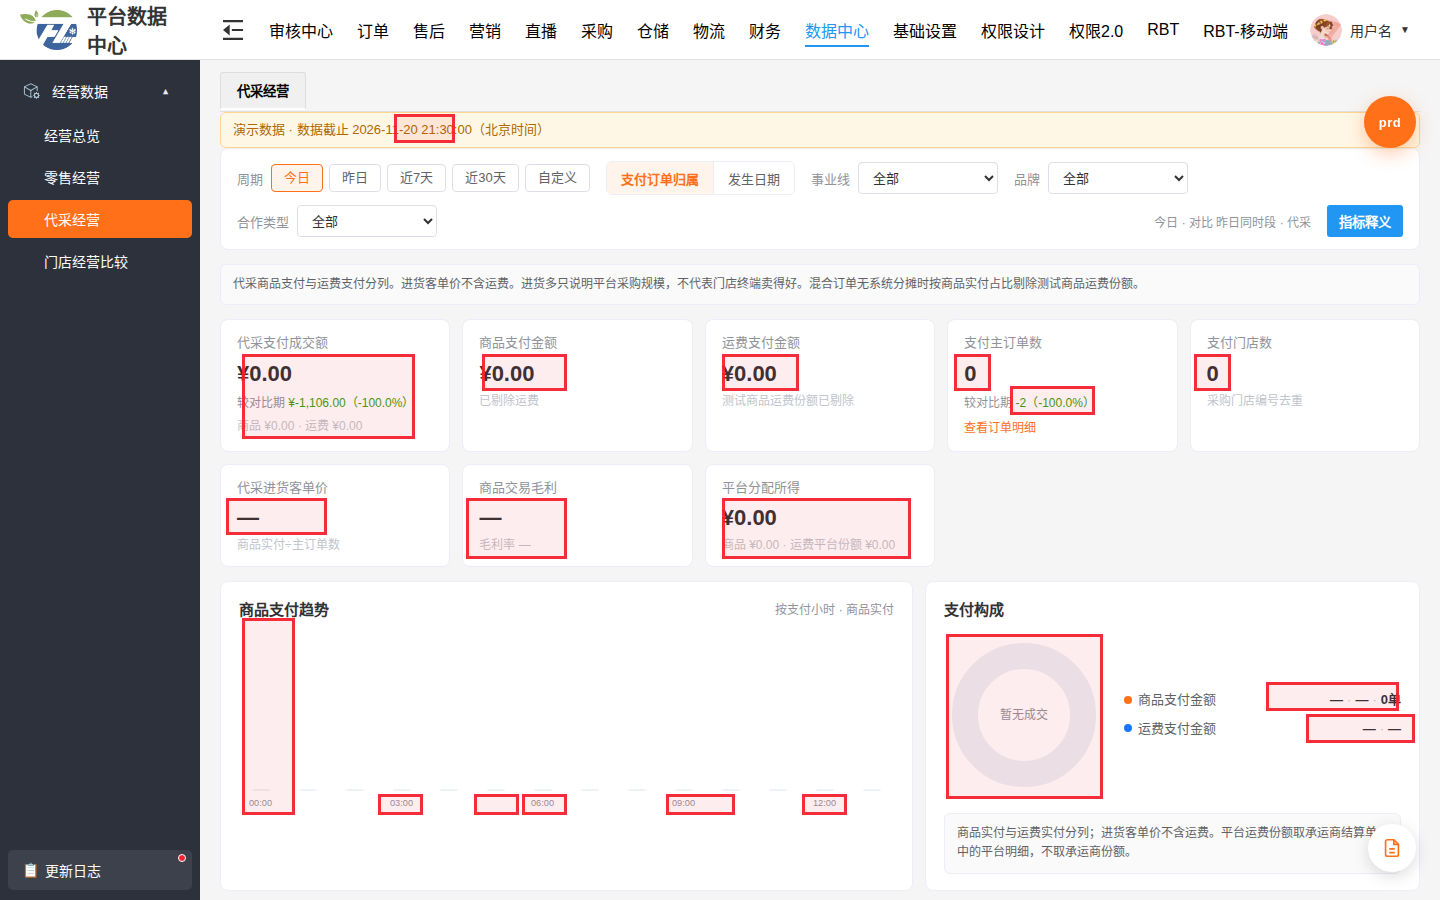 平台数据
中心
审核中心 订单 售后 营销 直播 采购 仓储 物流 财务 数据中心 基础设置 权限设计 权限2.0 RBT RBT-移动端 用户名 ▼
经营数据 ▲
经营总览
零售经营
代采经营
门店经营比较
📋 更新日志
代采经营
演示数据 · 数据截止 2026-11-20 21:30:00（北京时间）
prd
周期 今日 昨日 近7天 近30天 自定义 支付订单归属 发生日期 事业线 全部 品牌 全部
合作类型 全部 今日 · 对比 昨日同时段 · 代采 指标释义
代采商品支付与运费支付分列。进货客单价不含运费。进货多只说明平台采购规模，不代表门店终端卖得好。混合订单无系统分摊时按商品实付占比剔除测试商品运费份额。
代采支付成交额
¥0.00
较对比期 ¥-1,106.00（-100.0%）
商品 ¥0.00 · 运费 ¥0.00
商品支付金额
¥0.00
已剔除运费
运费支付金额
¥0.00
测试商品运费份额已剔除
支付主订单数
0
较对比期 -2（-100.0%）
查看订单明细
支付门店数
0
采购门店编号去重
代采进货客单价
—
商品实付÷主订单数
商品交易毛利
—
毛利率 —
平台分配所得
¥0.00
商品 ¥0.00 · 运费平台份额 ¥0.00
商品支付趋势 按支付小时 · 商品实付
00:00 03:00 06:00 09:00 12:00
支付构成
暂无成交
商品支付金额 — · — · 0单
运费支付金额 — · —
商品实付与运费实付分列；进货客单价不含运费。平台运费份额取承运商结算单
中的平台明细，不取承运商份额。